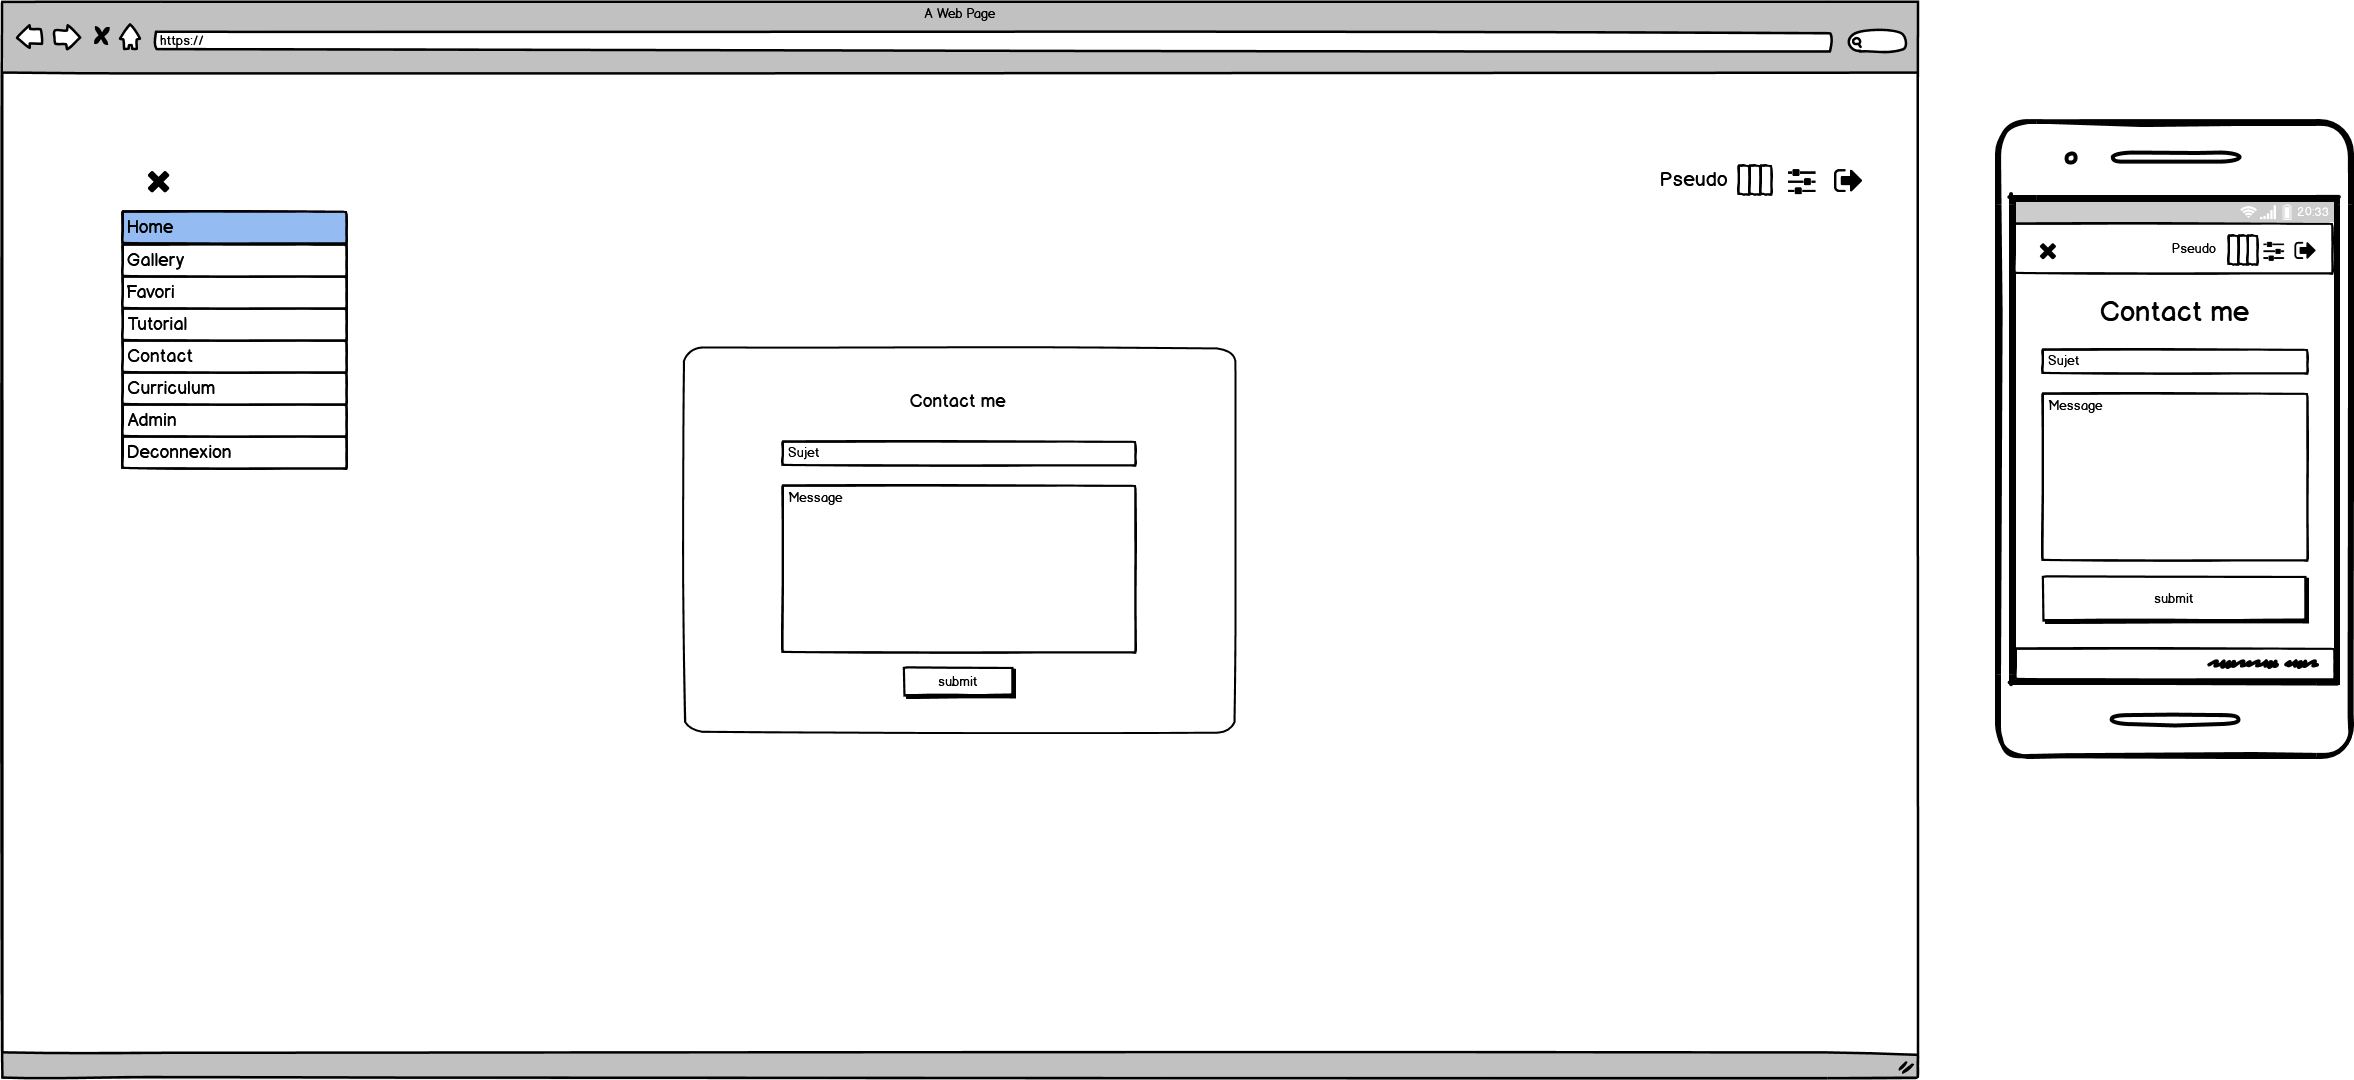 A Web Page
https://
Pseudo
Home
Gallery
Favori
Tutorial
Contact
Curriculum
Admin
Deconnexion
Contact me
Sujet
Message
submit
20:33
Pseudo
Contact me
Sujet
Message
submit